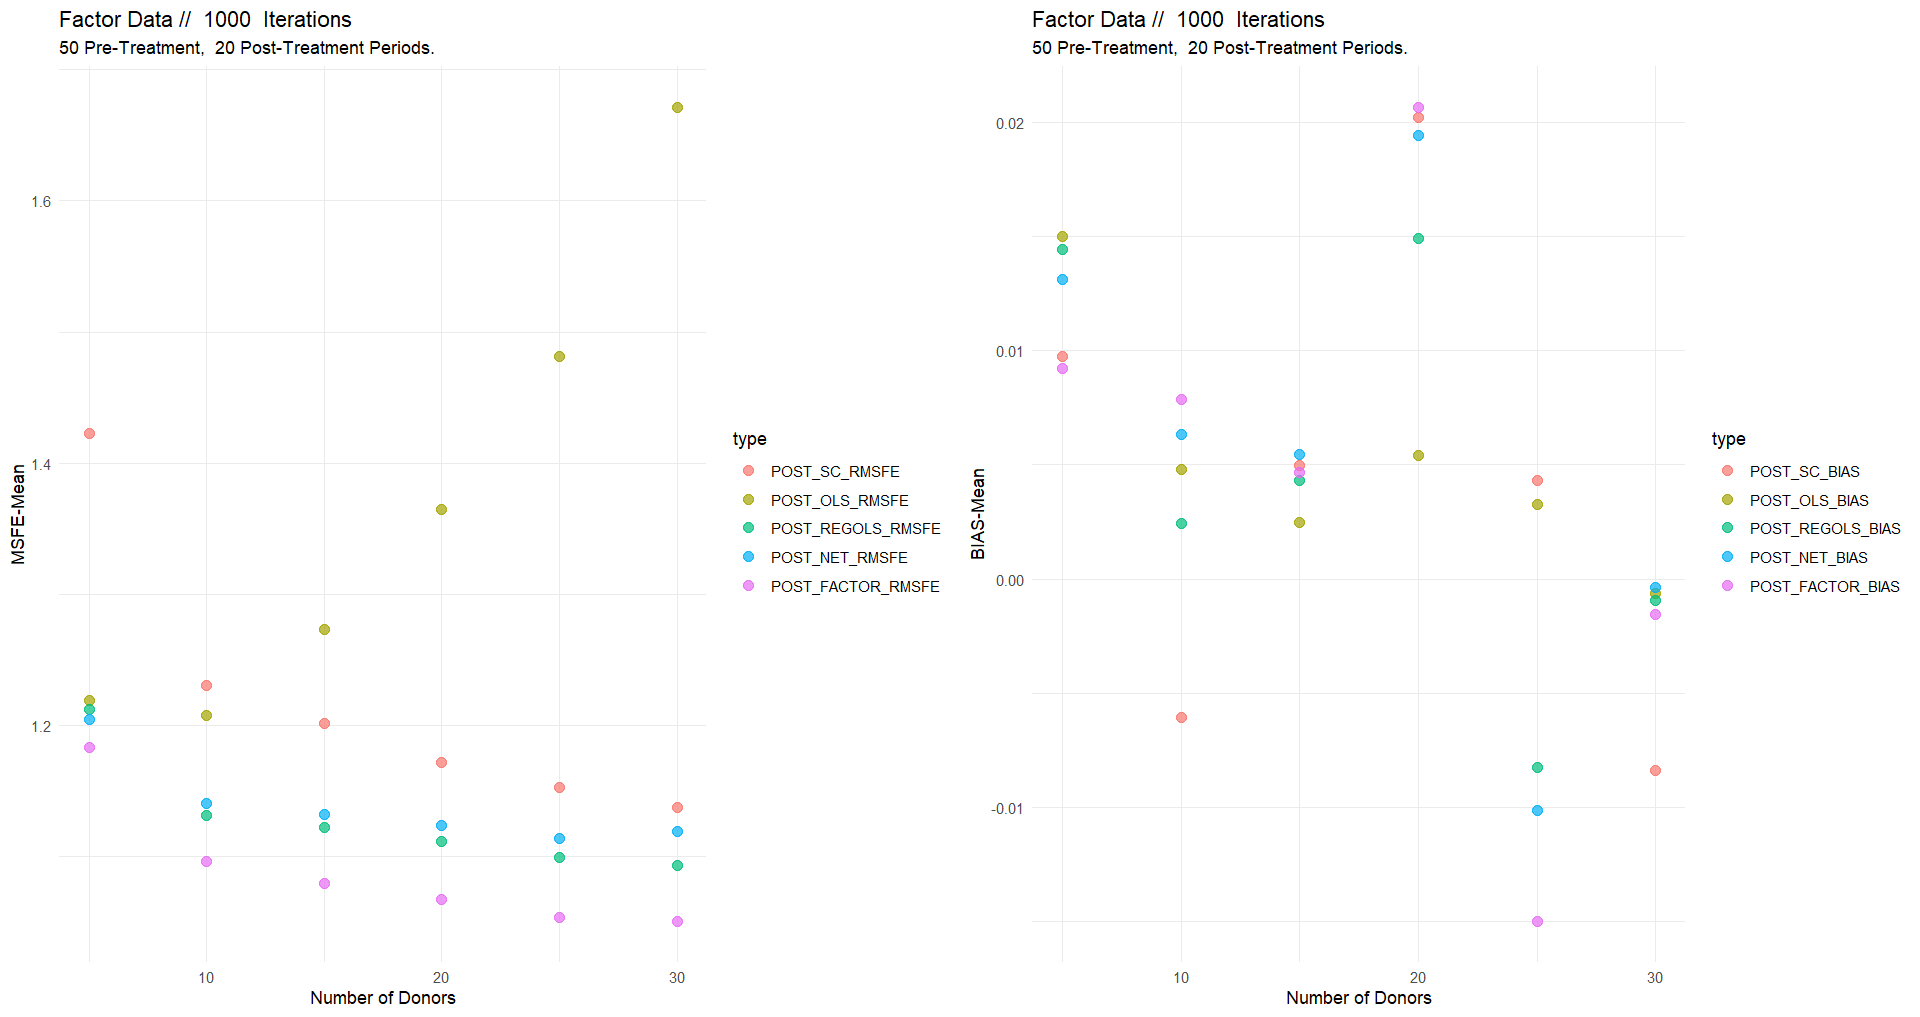 Factor Data //  1000  Iterations
50 Pre-Treatment,  20 Post-Treatment Periods.
MSFE-Mean
1.6
1.4
1.2
10
20
30
Number of Donors
type
POST_SC_RMSFE
POST_OLS_RMSFE
POST_REGOLS_RMSFE
POST_NET_RMSFE
POST_FACTOR_RMSFE
Factor Data //  1000  Iterations
50 Pre-Treatment,  20 Post-Treatment Periods.
BIAS-Mean
0.02
0.01
0.00
-0.01
10
20
30
Number of Donors
type
POST_SC_BIAS
POST_OLS_BIAS
POST_REGOLS_BIAS
POST_NET_BIAS
POST_FACTOR_BIAS